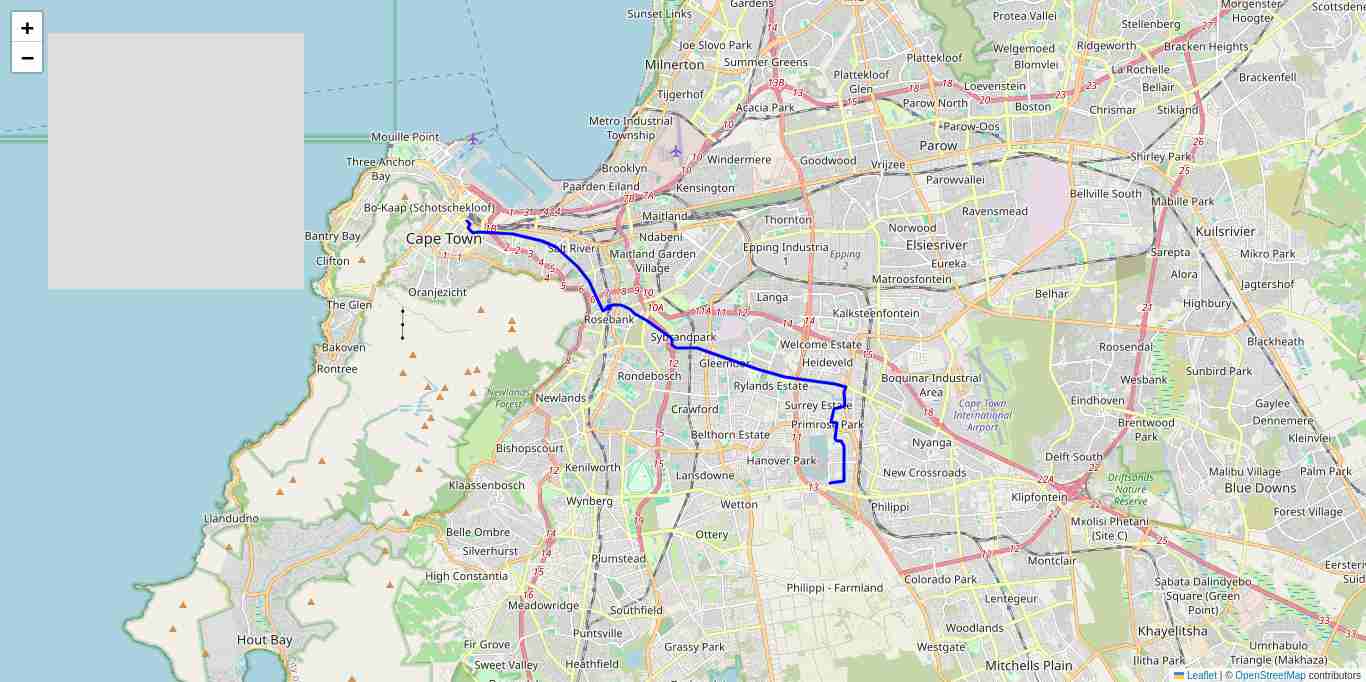 +
−
Sunset Links
Gardens
Protea Vallei
Morgenster
Hoogte
Scottsdene
Stellenberg
Joe Slovo Park
Welgemoed
Ridgeworth
Bracken Heights
Milnerton
Summer Greens
Plattekloof
Blomvlei
La Rochelle
Plattekloof
Glen
Brackenfell
Tijgerhof
13B
Loevenstein
Bellair
Acacia Park
Parow North
Boston
Chrismar
Stikland
Metro Industrial
Township
Parow-Oos
Mouille Point
Parow
Shirley Park
Three Anchor
Bay
Windermere
Goodwood
Vrijzee
Brooklyn
Paarden Eiland
Kensington
Parowvallei
Bellville South
Mabille Park
Bo-Kaap (Schotschekloof)
Maitland
Thornton
Ravensmead
Norwood
Kuilsrivier
Bantry Bay
Cape Town
Salt River
Ndabeni
Epping Industria
1
Elsiesriver
Clifton
Maitland Garden
Village
Epping
2
Eureka
Sarepta
Mikro Park
Matroosfontein
Alora
Oranjezicht
Langa
Belhar
Jagtershof
The Glen
10A
Highbury
Rosebank
Kalksteenfontein
Bakoven
Sybrandpark
Welcome Estate
Roosendal
Blackheath
Rontree
Gleemoor
Heideveld
Rondebosch
Rylands Estate
Boquinar Industrial
Area
Wesbank
Sunbird Park
Newlands
Forest
Newlands
Crawford
Surrey Estate
Cape Town
International
Airport
Eindhoven
Gaylee
Primrose Park
Brentwood
Park
Dennemere
Belthorn Estate
Nyanga
Kleinvlei
Bishopscourt
Hanover Park
Delft South
Kenilworth
New Crossroads
Malibu Village
Palm Park
Klaassenbosch
Lansdowne
22A
Driftsands
Nature
Reserve
Blue Downs
Wynberg
Wetton
Philippi
Klipfontein
Forest Village
Llandudno
Belle Ombre
Ottery
Mxolisi Phetani
(Site C)
Silverhurst
Plumstead
Montclair
High Constantia
Philippi - Farmland
Colorado Park
Sabata Dalindyebo
Square (Green
Point)
Meadowridge
Southfield
Lentegeur
Hout Bay
Puntsville
Woodlands
Khayelitsha
Fir Grove
Grassy Park
Westgate
Umrhabulo
Triangle (Makhaza)
Sweet Valley
Heathfield
Mitchells Plain
Ilitha Park
Leaflet | © OpenStreetMap contributors